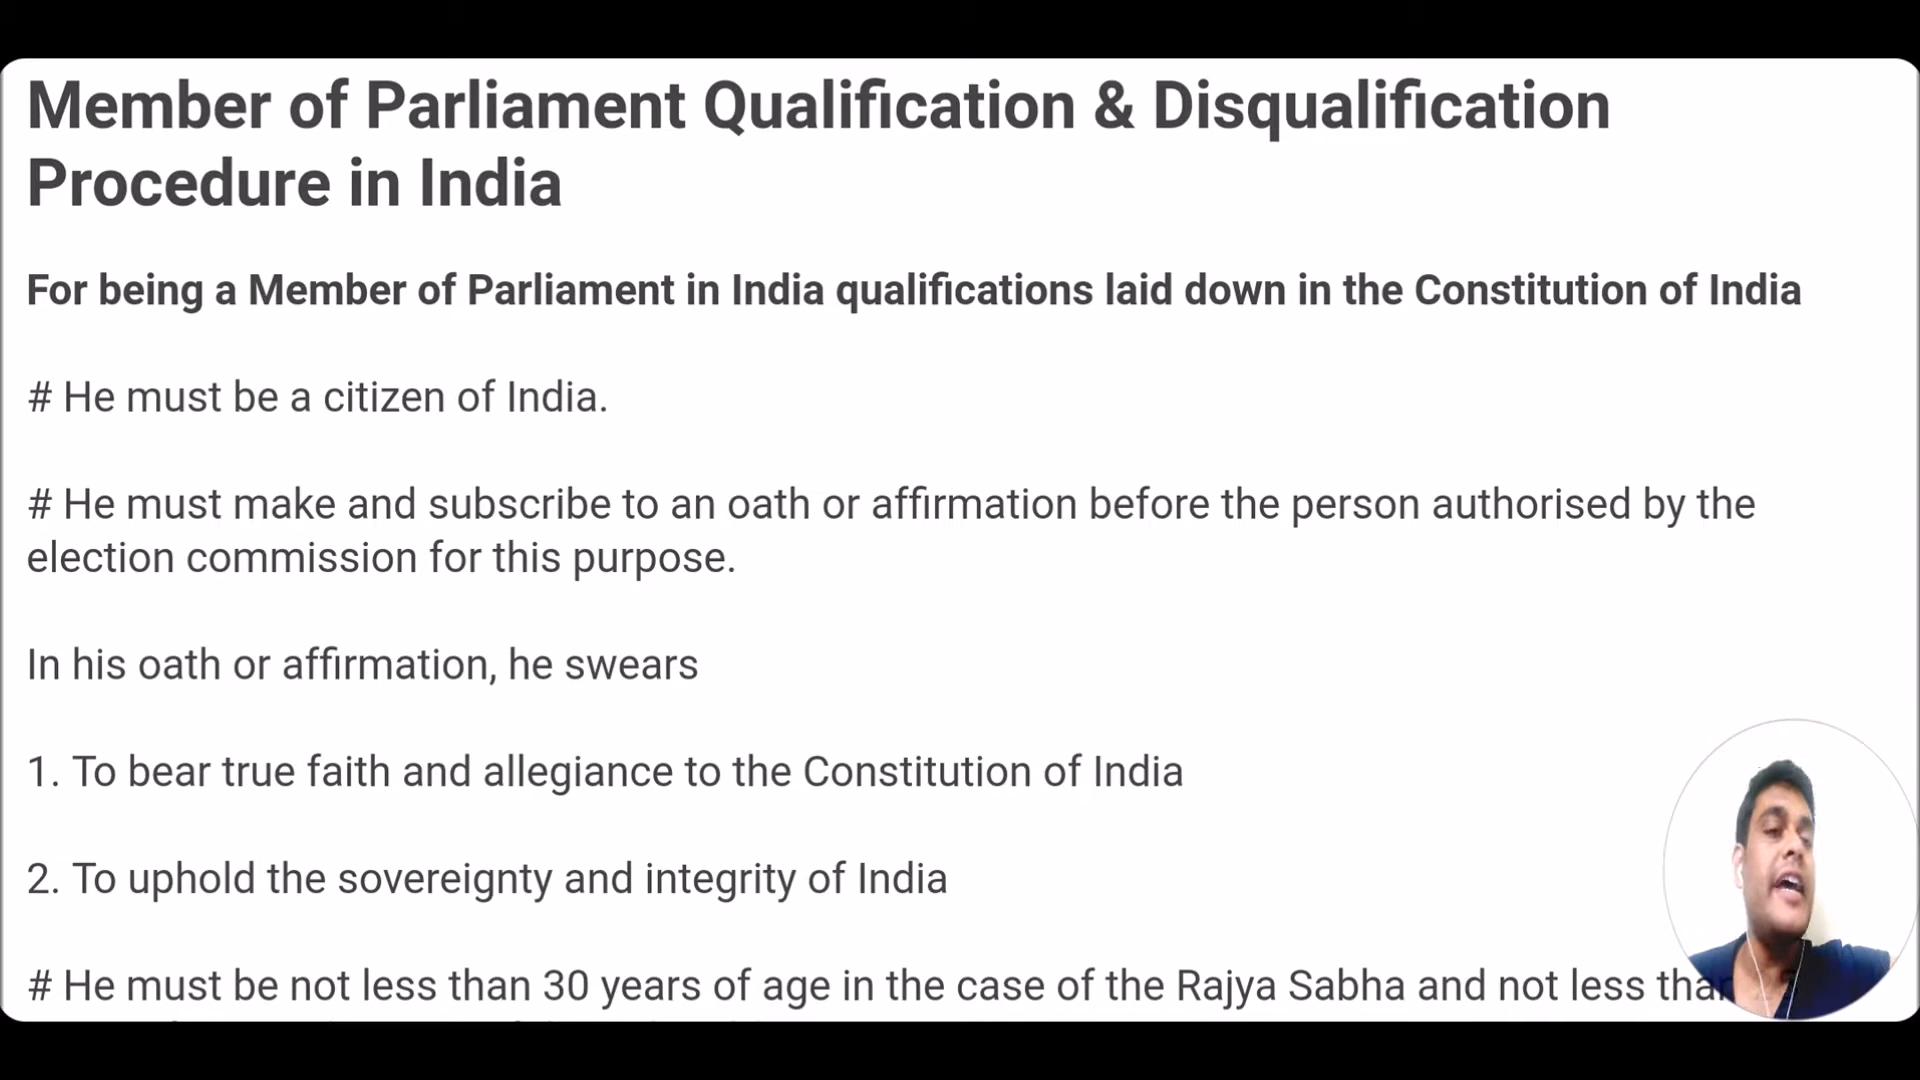 Member of Parliament Qualification & Disqualification
Procedure in India
For being a Member of Parliament in India qualifications laid down in the Constitution of India
# He must be a citizen of India.
# He must make and subscribe to an oath or affirmation before the person authorised by the
election commission for this purpose.
In his oath or affirmation, he swears
1. To bear true faith and allegiance to the Constitution of India
2. To uphold the sovereignty and integrity of India
# He must be not less than 30 years of age in the case of the Rajya Sabha and not less than